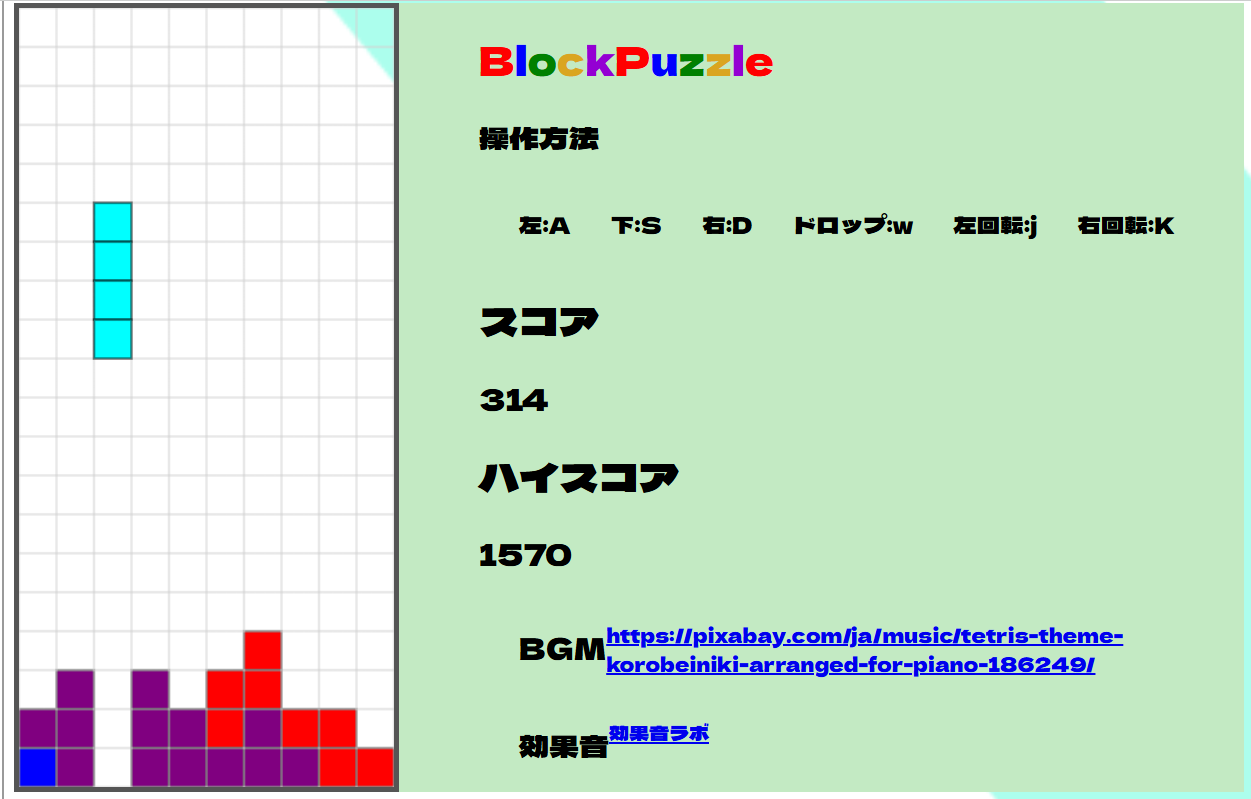 BlockPuzzle
操作方法
左:A 下:S 右:D ドロップ:w 左回転:j 右回転:K
スコア
314
ハイスコア
1570
BGM https://pixabay.com/ja/music/tetris-theme-
korobeiniki-arranged-for-piano-186249/
効果音 効果音ラボ